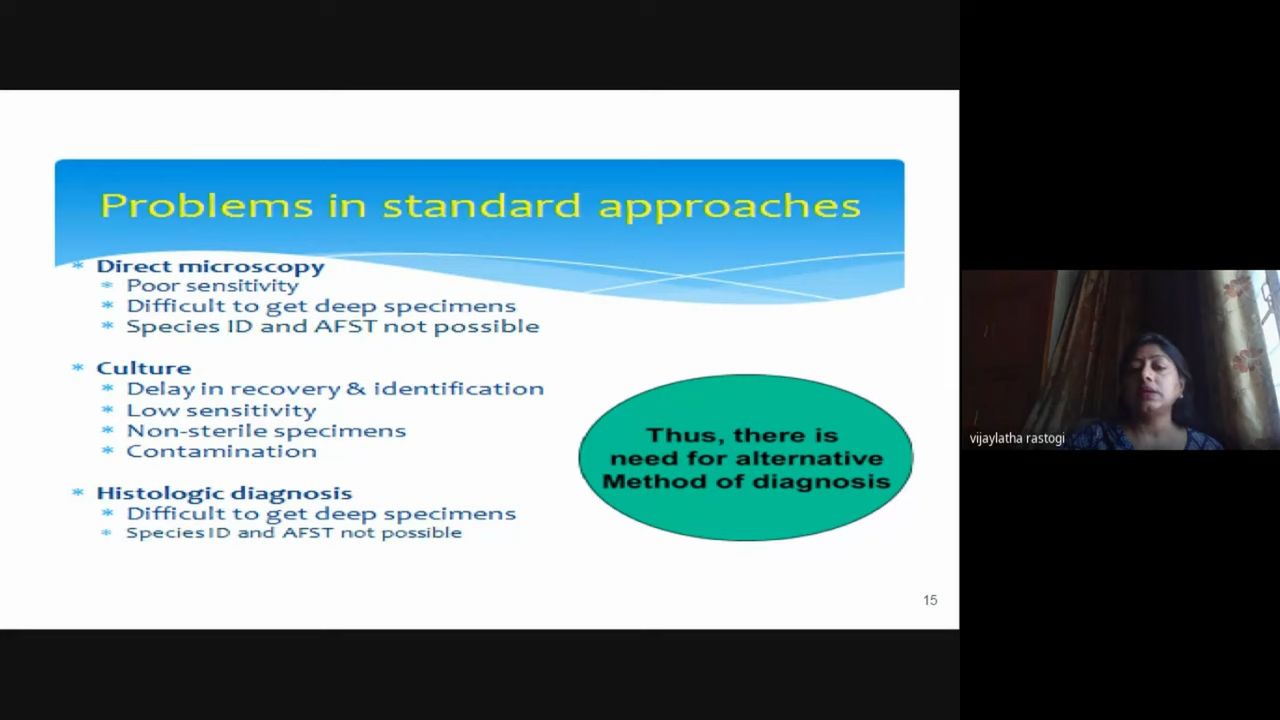 Problems in standard approaches
* Direct microscopy
* Poor sensitivity
* Difficult to get deep specimens
* Species ID and AFST not possible
* Culture
* Delay in recovery & identification
* Low sensitivity
* Non-sterile specimens
* Contamination
* Histologic diagnosis
* Difficult to get deep specimens
* Species ID and AFST not possible
Thus, there is
need for alternative
Method of diagnosis
15
vijaylatha rastogi